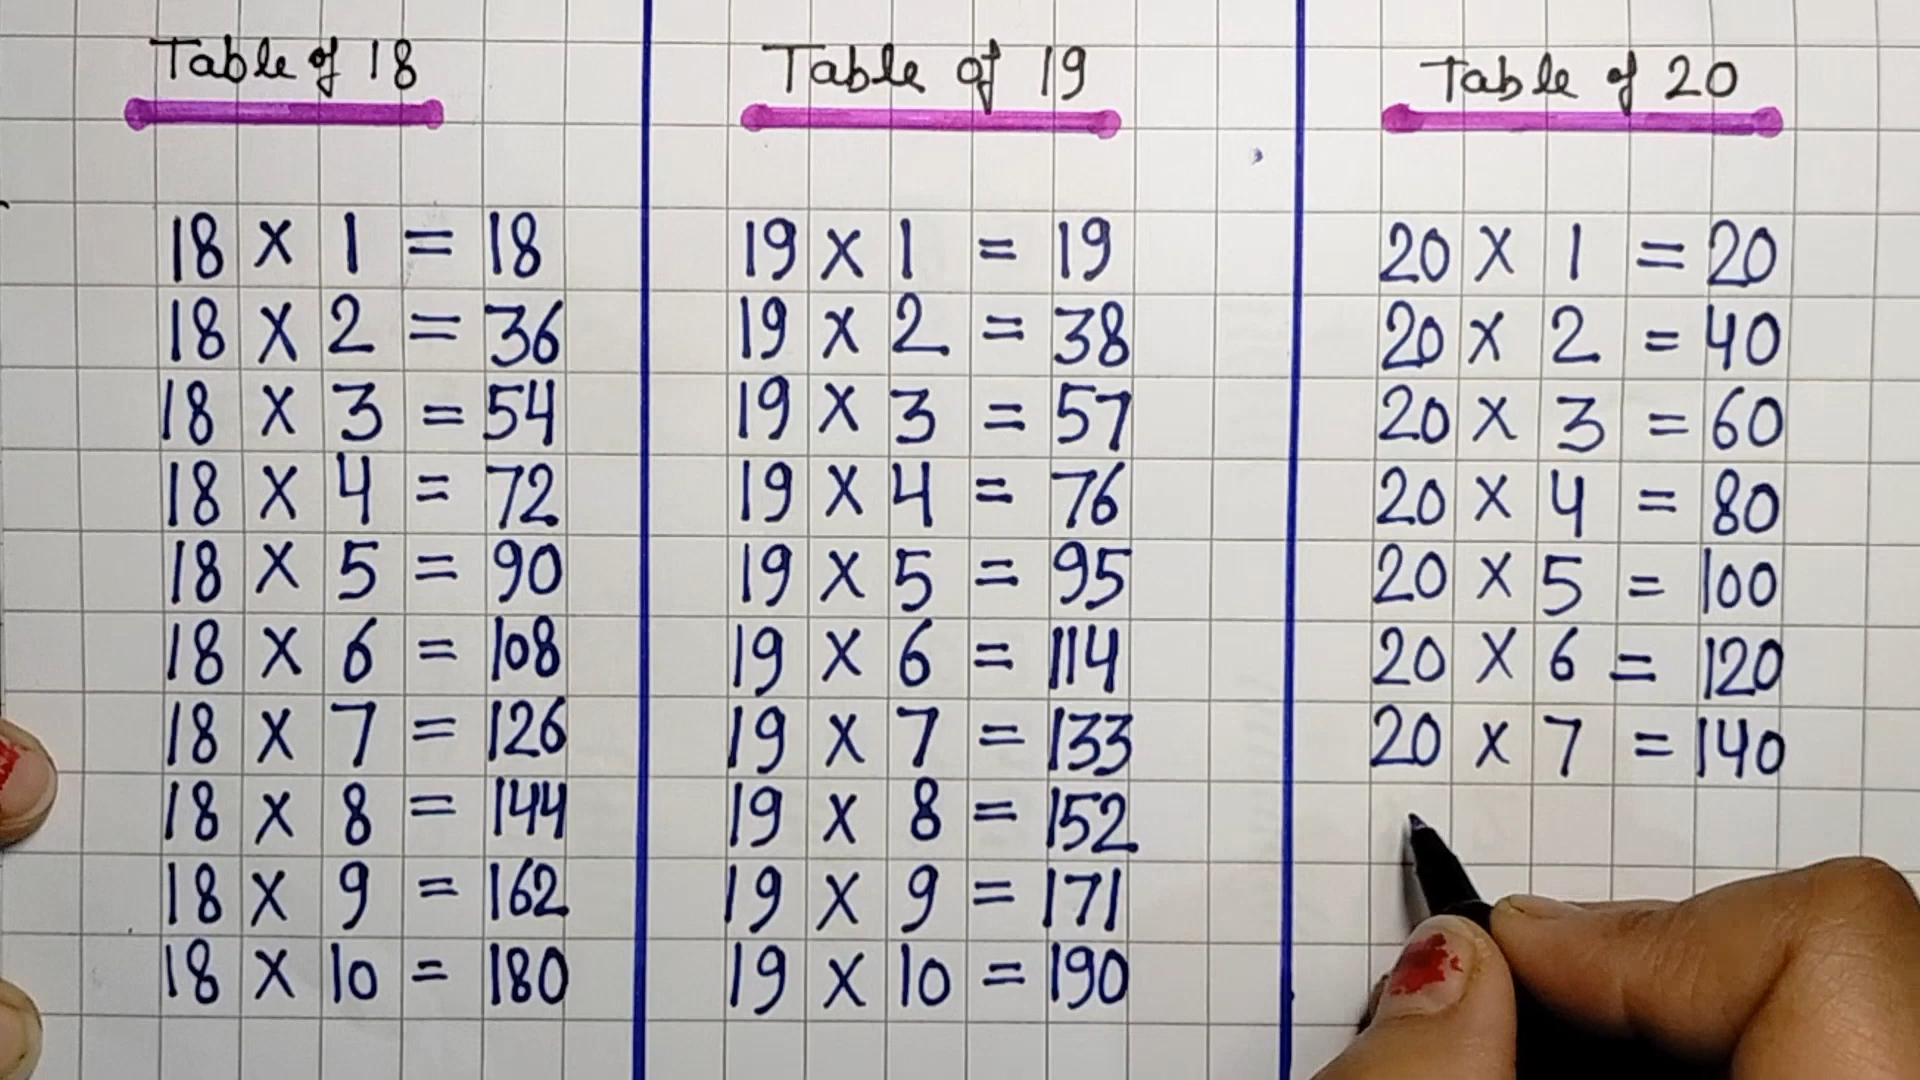 Table of 18
18 X 1 = 18
18 X 2 = 36
18 X 3 = 54
18 X 4 = 72
18 X 5 = 90
18 X 6 = 108
18 X 7 = 126
18 X 8 = 144
18 X 9 = 162
18 X 10 = 180
Table of 19
19 X 1 = 19
19 X 2 = 38
19 X 3 = 57
19 X 4 = 76
19 X 5 = 95
19 X 6 = 114
19 X 7 = 133
19 X 8 = 152
19 X 9 = 171
19 X 10 = 190
Table of 20
20 X 1 = 20
20 X 2 = 40
20 X 3 = 60
20 X 4 = 80
20 X 5 = 100
20 X 6 = 120
20 X 7 = 140